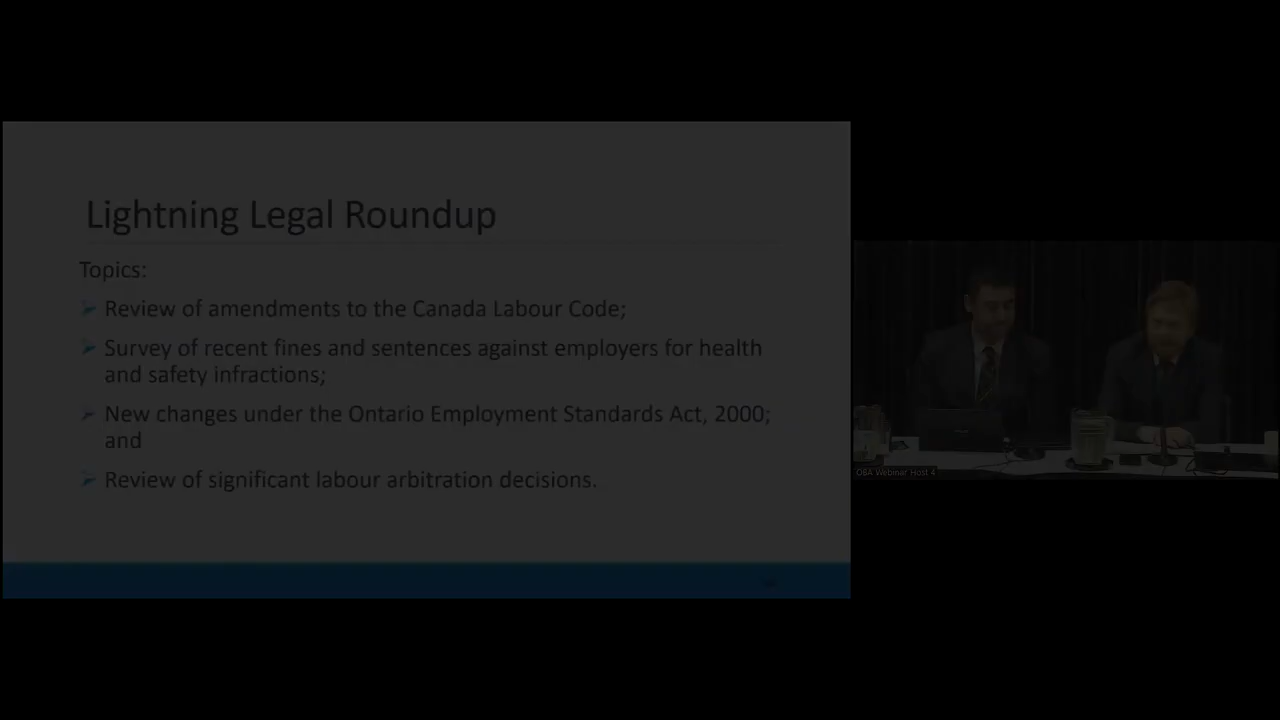 Lightning Legal Roundup
Topics:
Review of amendments to the Canada Labour Code;
Survey of recent fines and sentences against employers for health
and safety infractions;
New changes under the Ontario Employment Standards Act, 2000;
and
Review of significant labour arbitration decisions.
OBA Webinar Host 4